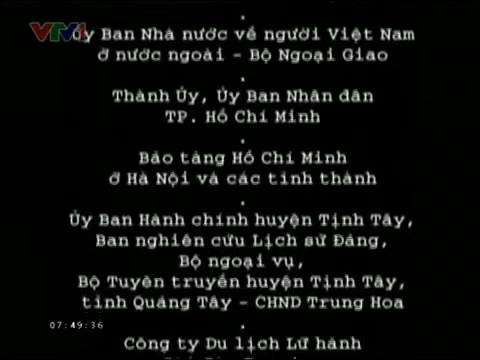 VTV1
Ủy Ban Nhà nước về người Việt Nam
ở nước ngoài - Bộ Ngoại Giao
Thành Ủy, Ủy Ban Nhân dân
TP. Hồ Chí Minh
Bảo tàng Hồ Chí Minh
ở Hà Nội và các tỉnh thành
Ủy Ban Hành chính huyện Tịnh Tây,
Ban nghiên cứu Lịch sử Đảng,
Bộ ngoại vụ,
Bộ Tuyên truyền huyện Tịnh Tây,
tỉnh Quảng Tây - CHND Trung Hoa
07:49:36
Công ty Du lịch Lữ hành